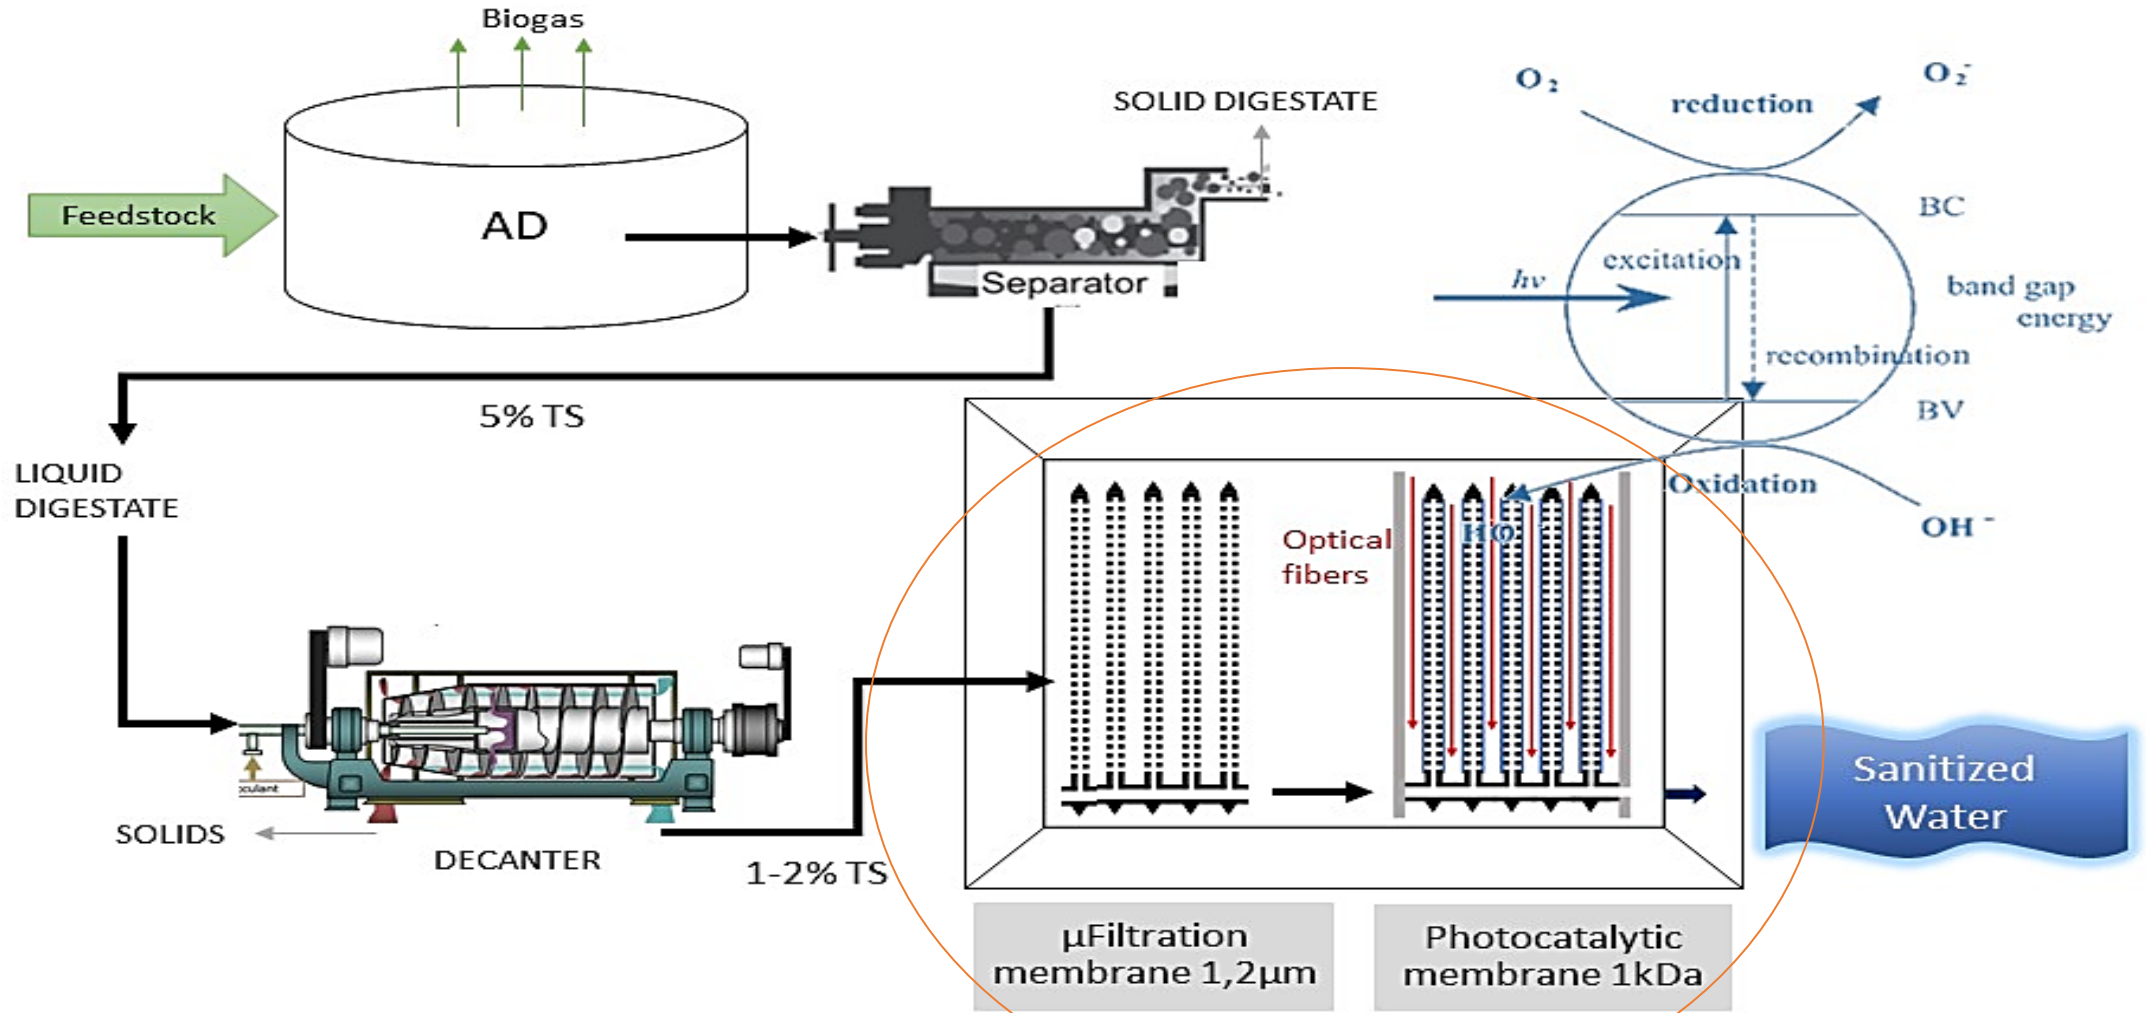 Biogas
Feedstock
AD
SOLID DIGESTATE
Separator
5% TS
LIQUID
DIGESTATE
SOLIDS
DECANTER
1-2% TS
O₂
reduction
O₂⁻
BC
excitation
hν
band gap
energy
recombination
BV
Oxidation
OH⁻
Optical
fibers
Sanitized
Water
µFiltration
membrane 1,2µm
Photocatalytic
membrane 1kDa